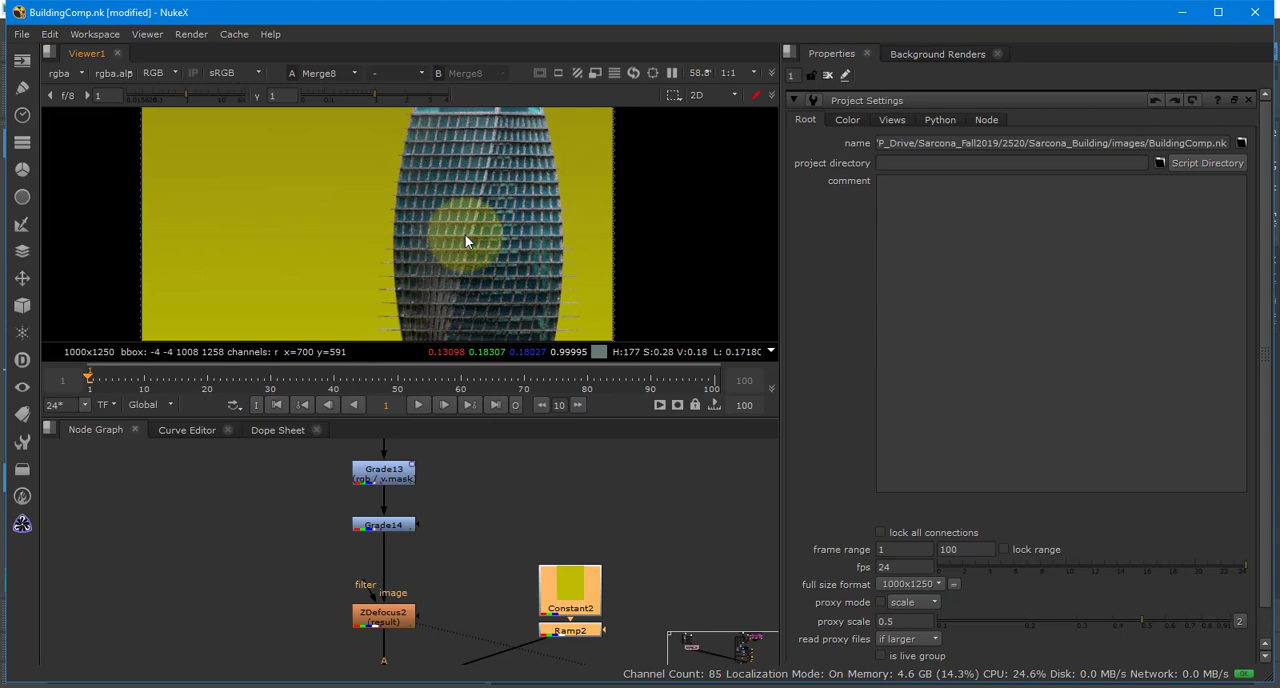 BuildingComp.nk [modified] - NukeX
File Edit Workspace Viewer Render Cache Help
Viewer1
rgba rgba.alp RGB IP sRGB A Merge8 - B Merge8 58.8 1:1
f/8 1 y 1 2D
1000x1250 bbox: -4 -4 1008 1258 channels: r x=700 y=591 0.13098 0.18307 0.18027 0.99995 H:177 S:0.28 V:0.18 L: 0.17180
1 1 10 20 30 40 50 60 70 80 90 100 100
24* TF Global 1 10 100
Node Graph Curve Editor Dope Sheet
Grade13
(rgb / v.mask)
Grade14
filter
image
ZDefocus2
(result)
A
Constant2
Ramp2
Properties Background Renders
1
Project Settings
Root Color Views Python Node
name P_Drive/Sarcona_Fall2019/2520/Sarcona_Building/images/BuildingComp.nk
project directory Script Directory
comment
lock all connections
frame range 1 100 lock range
fps 24
full size format 1000x1250 =
proxy mode scale
proxy scale 0.5 2
read proxy files if larger
is live group
Channel Count: 85 Localization Mode: On Memory: 4.6 GB (14.3%) CPU: 24.6% Disk: 0.0 MB/s Network: 0.0 MB/s